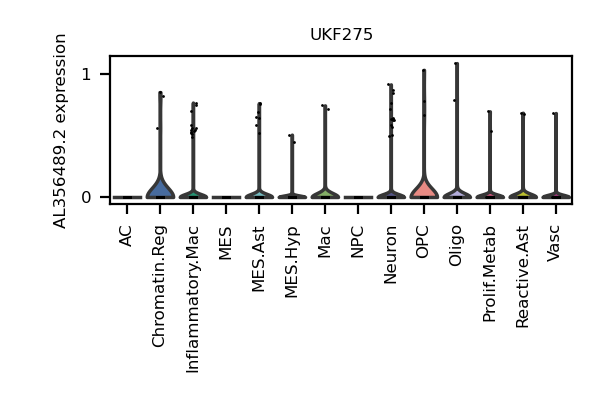 UKF275
AL356489.2 expression
1
0
AC
Chromatin.Reg
Inflammatory.Mac
MES
MES.Ast
MES.Hyp
Mac
NPC
Neuron
OPC
Oligo
Prolif.Metab
Reactive.Ast
Vasc